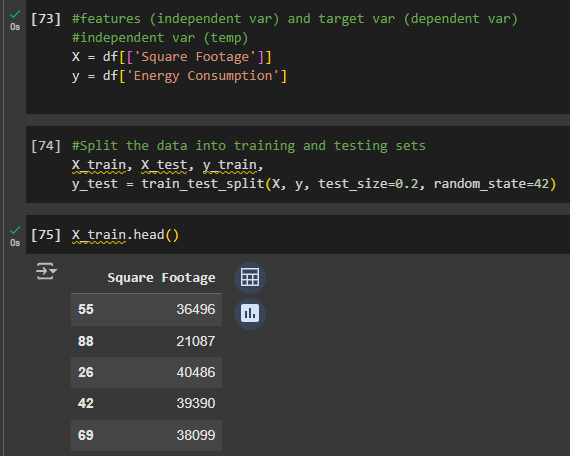 [73] #features (independent var) and target var (dependent var)
0s
#independent var (temp)
X = df[['Square Footage']]
y = df['Energy Consumption']
[74] #Split the data into training and testing sets
X_train, X_test, y_train,
y_test = train_test_split(X, y, test_size=0.2, random_state=42)
[75] X_train.head()
0s
Square Footage
55 36496
88 21087
26 40486
42 39390
69 38099